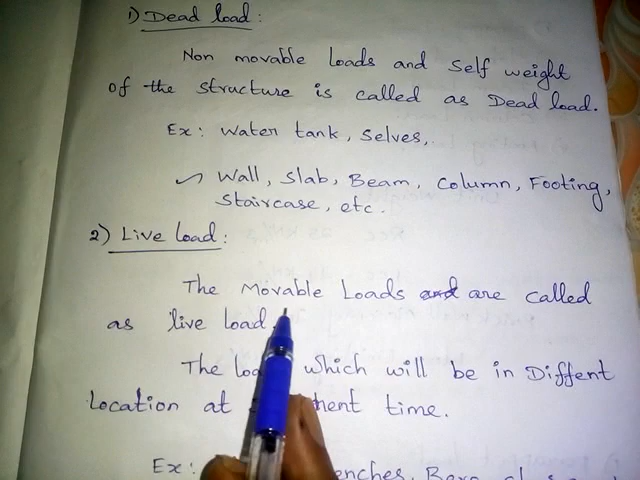 1) Dead load:
Non movable Loads and Self weight
of the structure is called as Dead load.
Ex: Water tank, Selves,
Wall, Slab, Beam, Column, Footing,
Staircase, etc.
2) Live Load:
The Movable Loads and are called
as live load
The which will be in Diffent
Location at time.
Ex: